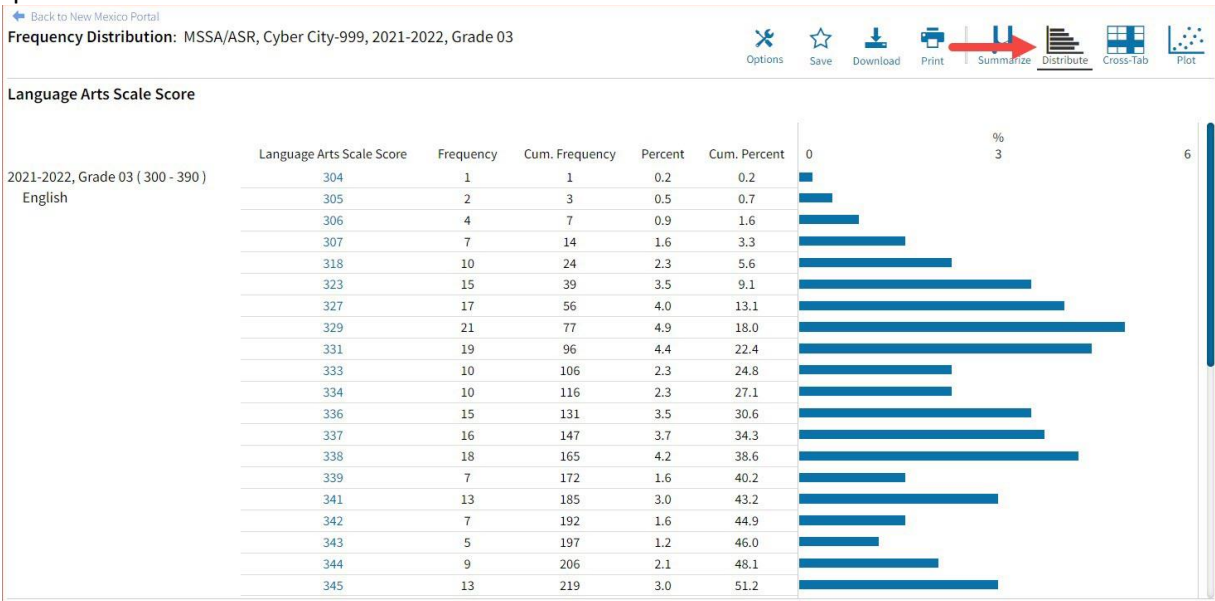 Back to New Mexico Portal
Frequency Distribution: MSSA/ASR, Cyber City-999, 2021-2022, Grade 03
Options Save Download Print Summarize Distribute Cross-Tab Plot
Language Arts Scale Score
%
Language Arts Scale Score Frequency Cum. Frequency Percent Cum. Percent 0 3 6
2021-2022, Grade 03 ( 300 - 390 ) 304 1 1 0.2 0.2
English 305 2 3 0.5 0.7
306 4 7 0.9 1.6
307 7 14 1.6 3.3
318 10 24 2.3 5.6
323 15 39 3.5 9.1
327 17 56 4.0 13.1
329 21 77 4.9 18.0
331 19 96 4.4 22.4
333 10 106 2.3 24.8
334 10 116 2.3 27.1
336 15 131 3.5 30.6
337 16 147 3.7 34.3
338 18 165 4.2 38.6
339 7 172 1.6 40.2
341 13 185 3.0 43.2
342 7 192 1.6 44.9
343 5 197 1.2 46.0
344 9 206 2.1 48.1
345 13 219 3.0 51.2